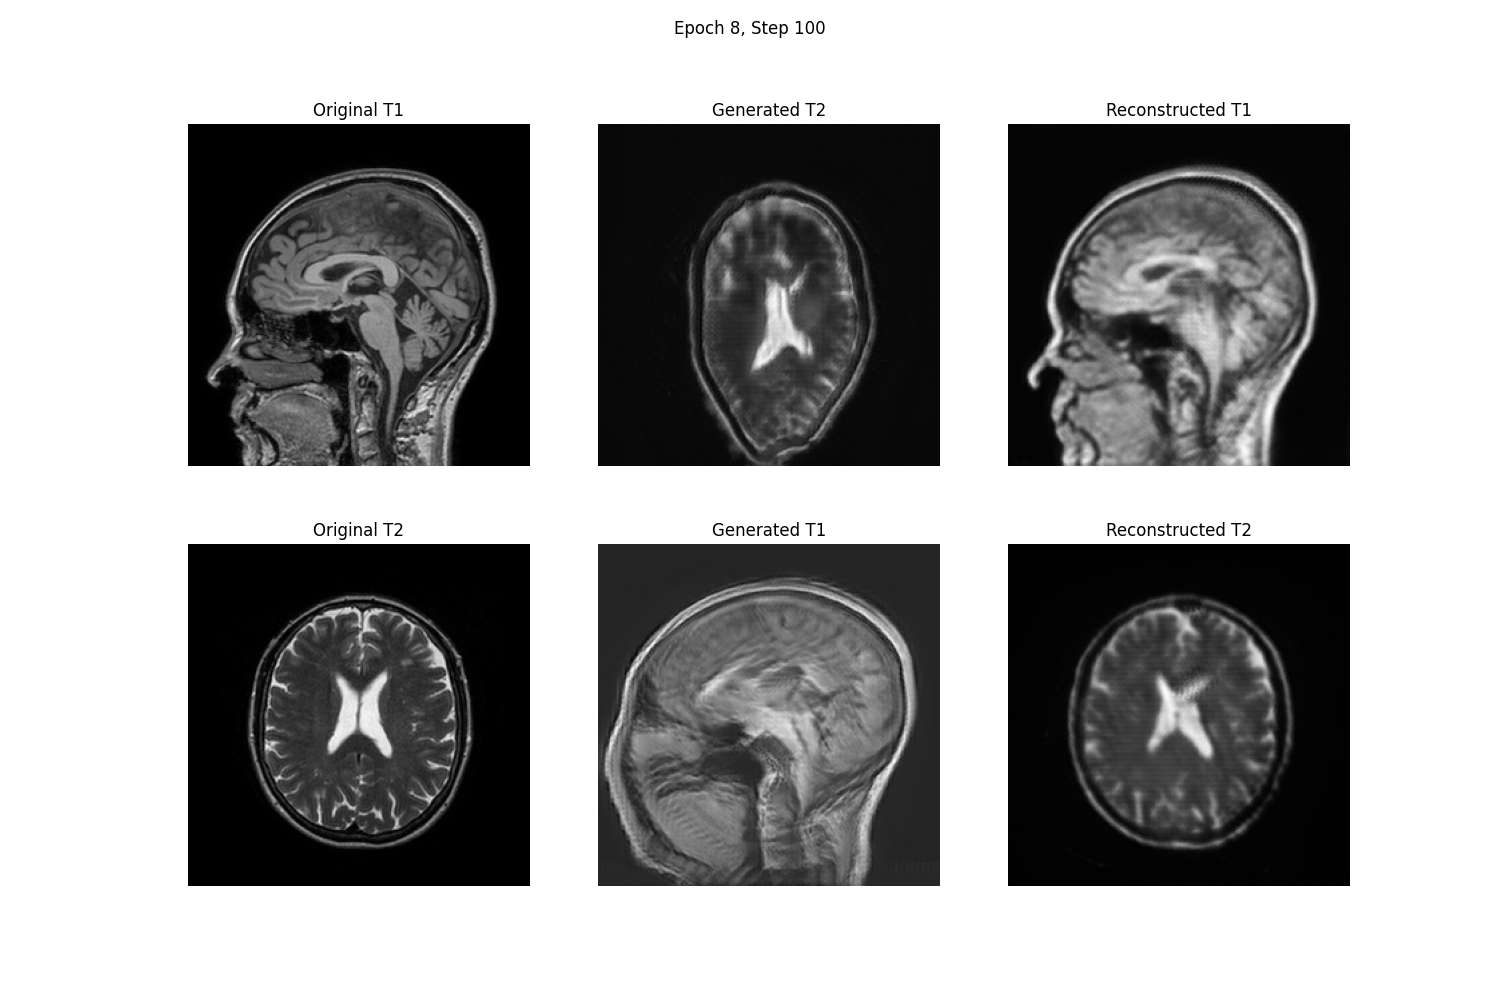 Epoch 8, Step 100
Original T1
Generated T2
Reconstructed T1
Original T2
Generated T1
Reconstructed T2